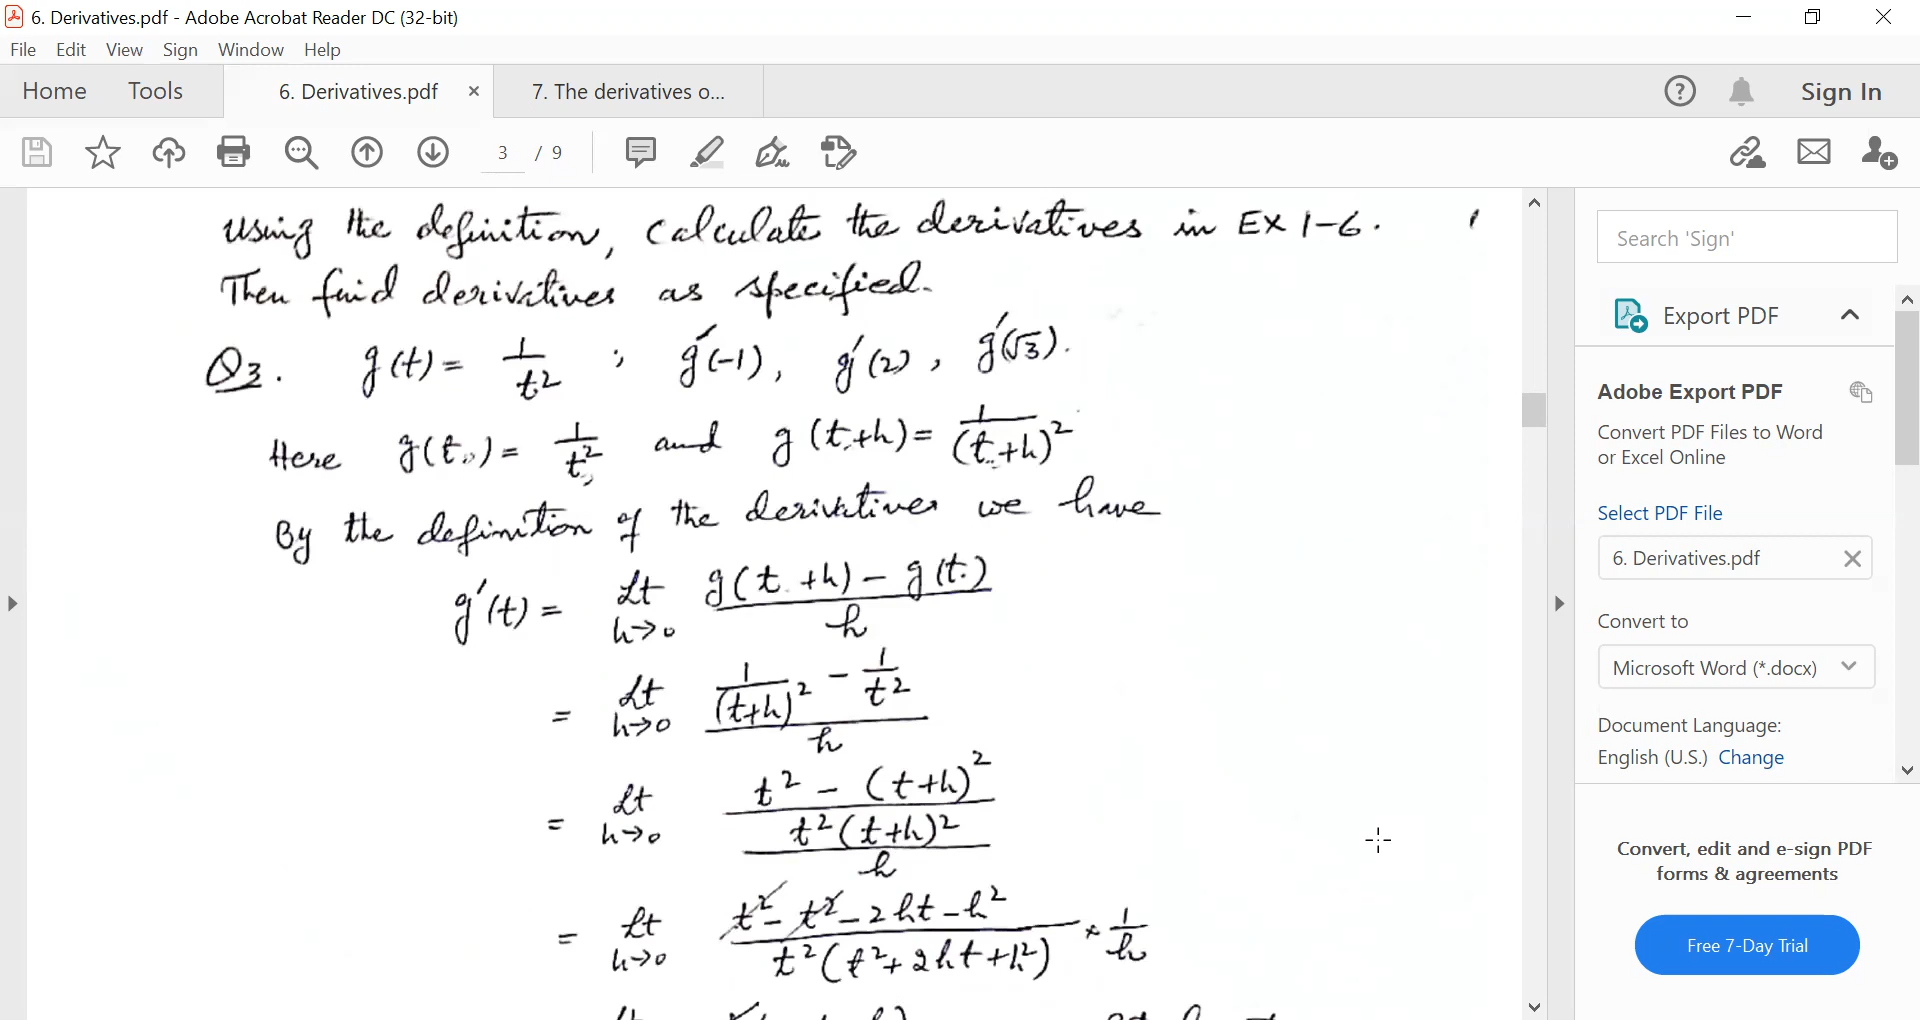 6. Derivatives.pdf - Adobe Acrobat Reader DC (32-bit)
File Edit View Sign Window Help
Home Tools 6. Derivatives.pdf × 7. The derivatives o... Sign In
3 / 9
Using the definition, calculate the derivatives in EX 1-6.
Then find derivatives as specified.
Q3. g(t) = 1/t² ; g'(-1), g'(2), g'(√3).
Here g(t) = 1/t² and g(t+h) = 1/(t+h)²
By the definition of the derivatives we have
g'(t) = Lt h→0 (g(t+h) - g(t))/h
= Lt h→0 (1/(t+h)² - 1/t²)/h
= Lt h→0 ((t² - (t+h)²)/(t²(t+h)²))/h
= Lt h→0 (t² - t² - 2ht - h²)/(t²(t²+2ht+h²)) × 1/h
Search 'Sign'
Export PDF
Adobe Export PDF
Convert PDF Files to Word
or Excel Online
Select PDF File
6. Derivatives.pdf
Convert to
Microsoft Word (*.docx)
Document Language:
English (U.S.) Change
Convert, edit and e-sign PDF
forms & agreements
Free 7-Day Trial